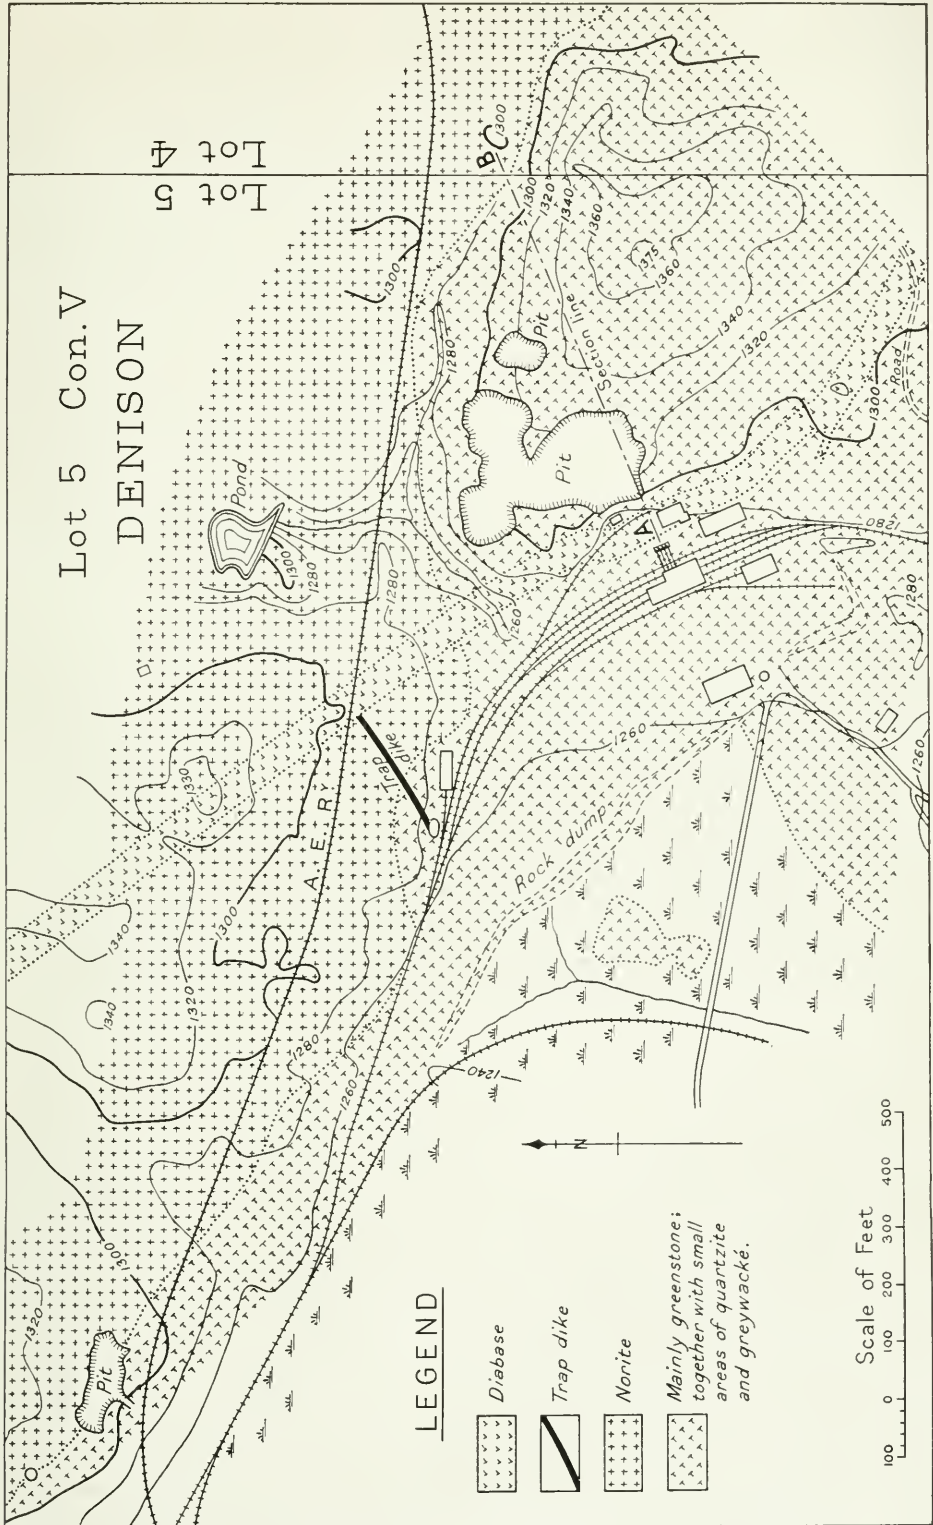 Lot 5 Con. V
DENISON
Lot 4
Lot 5
B
C
1300
1300
1320
1340
1360
1375
1360
1340
1320
1300
Road
Section line
Pit
Pit
A
1280
Pond
1300
1280
1280
1300
1260
1280
1280
1260
1260
Trap
dike
A. E. RY
1330
1300
1340
1340
1320
1280
1260
1240
Rock dump
1300
1320
Pit
N
LEGEND
Diabase
Trap dike
Norite
Mainly greenstone;
together with small
areas of quartzite
and greywacké.
Scale of Feet
100 0 100 200 300 400 500